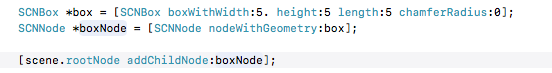 SCNBox *box = [SCNBox boxWithWidth:5. height:5 length:5 chamferRadius:0];
SCNNode *boxNode = [SCNNode nodeWithGeometry:box];
[scene.rootNode addChildNode:boxNode];